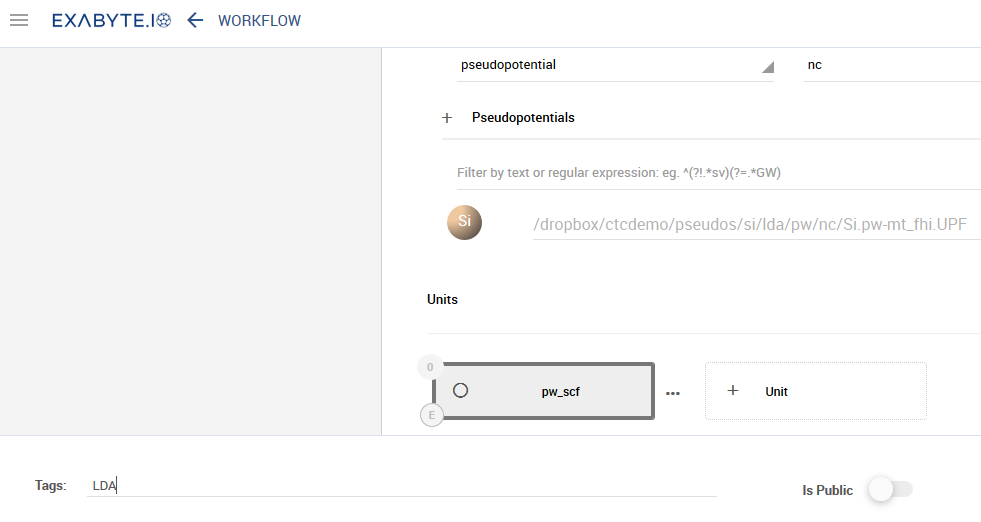 EXABYTE.IO WORKFLOW
pseudopotential nc
+ Pseudopotentials
Filter by text or regular expression: eg. ^(?!.*sv)(?=.*GW)
Si /dropbox/ctcdemo/pseudos/si/lda/pw/nc/Si.pw-mt_fhi.UPF
Units
0
pw_scf ... + Unit
E
Tags: LDA Is Public